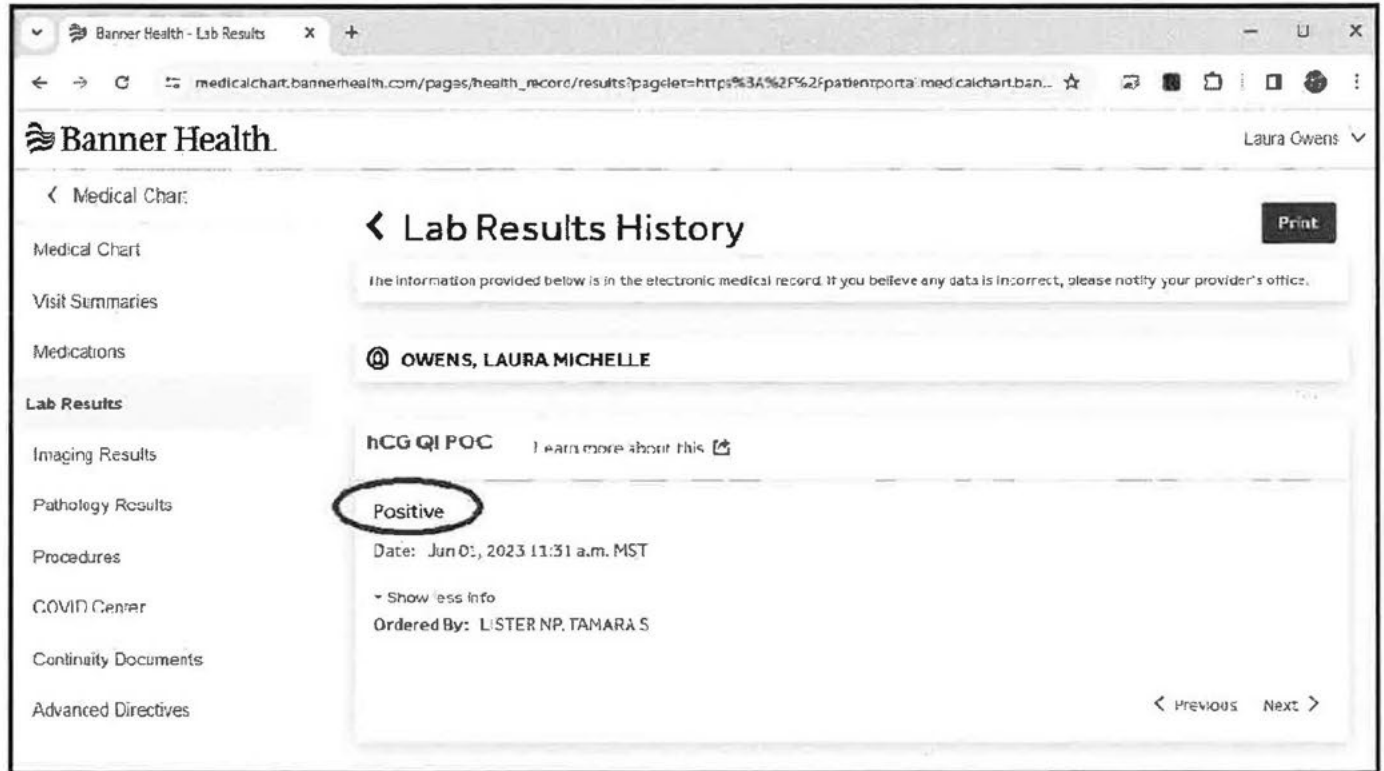 Banner Health - Lab Results
medicalchart.bannerhealth.com/pages/health_record/results?pagelet=https%3A%2F%2Fpatientportal.medicalchart.ban...
Banner Health.
Laura Owens
Medical Chart
Medical Chart
Visit Summaries
Medications
Lab Results
Imaging Results
Pathology Results
Procedures
COVID Center
Continuity Documents
Advanced Directives
Lab Results History
Print
The information provided below is in the electronic medical record. If you believe any data is incorrect, please notify your provider's office.
OWENS, LAURA MICHELLE
hCG Ql POC Learn more about this
Positive
Date: Jun 01, 2023 11:31 a.m. MST
Show less info
Ordered By: LISTER NP, TAMARA S
Previous Next